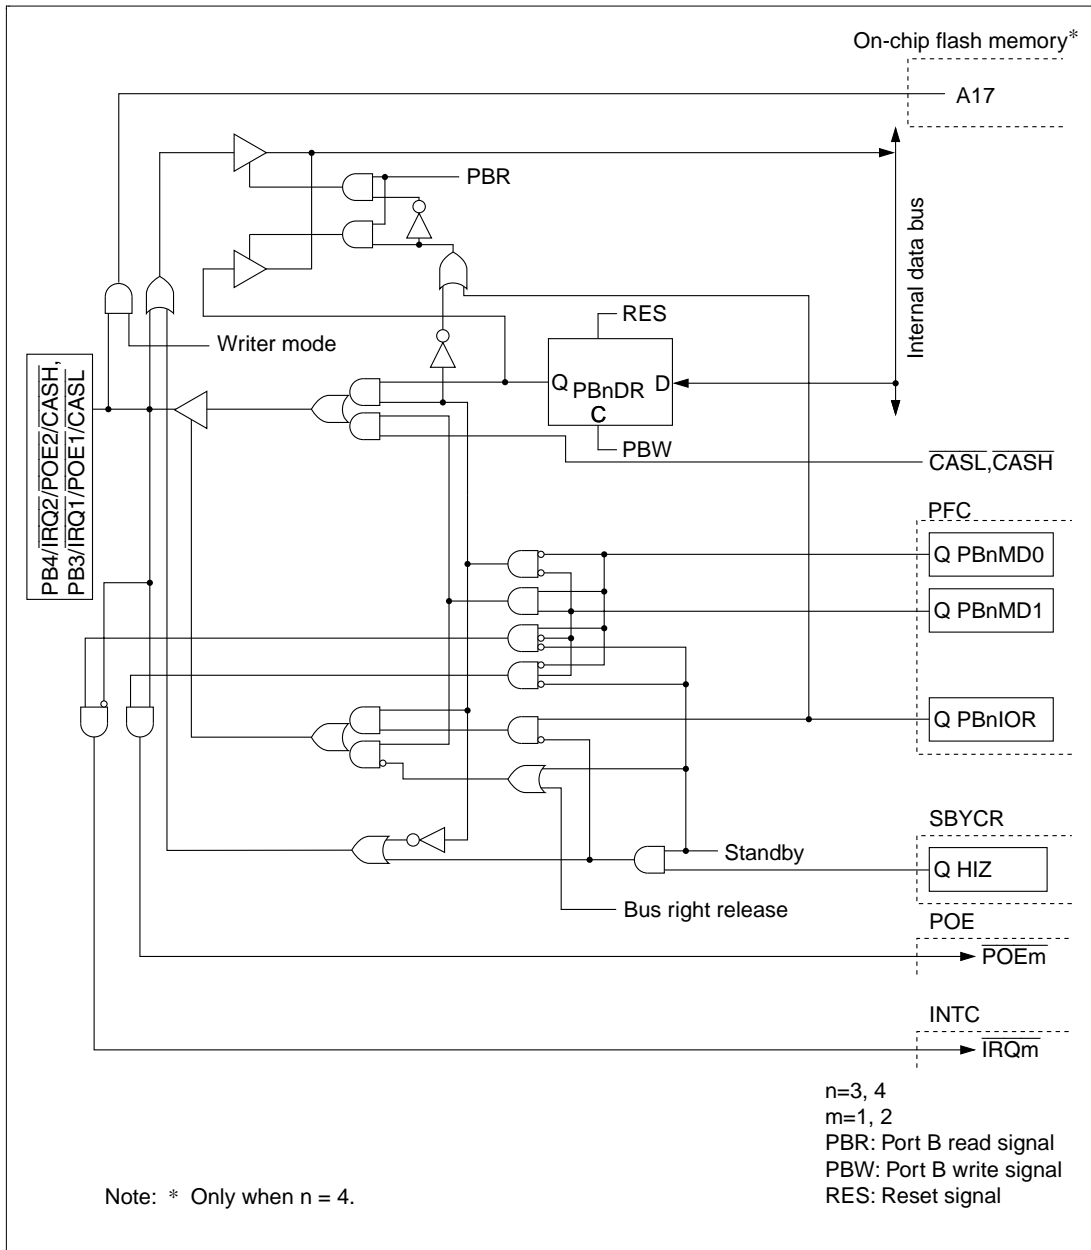 On-chip flash memory*
A17
PBR
Internal data bus
RES
Writer mode
Q PBnDR D
C
PBW
PB4/IRQ2/POE2/CASH,
PB3/IRQ1/POE1/CASL
CASL,CASH
PFC
Q PBnMD0
Q PBnMD1
Q PBnIOR
SBYCR
Standby
Q HIZ
Bus right release
POE
POEm
INTC
IRQm
n=3, 4
m=1, 2
PBR: Port B read signal
PBW: Port B write signal
RES: Reset signal
Note: * Only when n = 4.